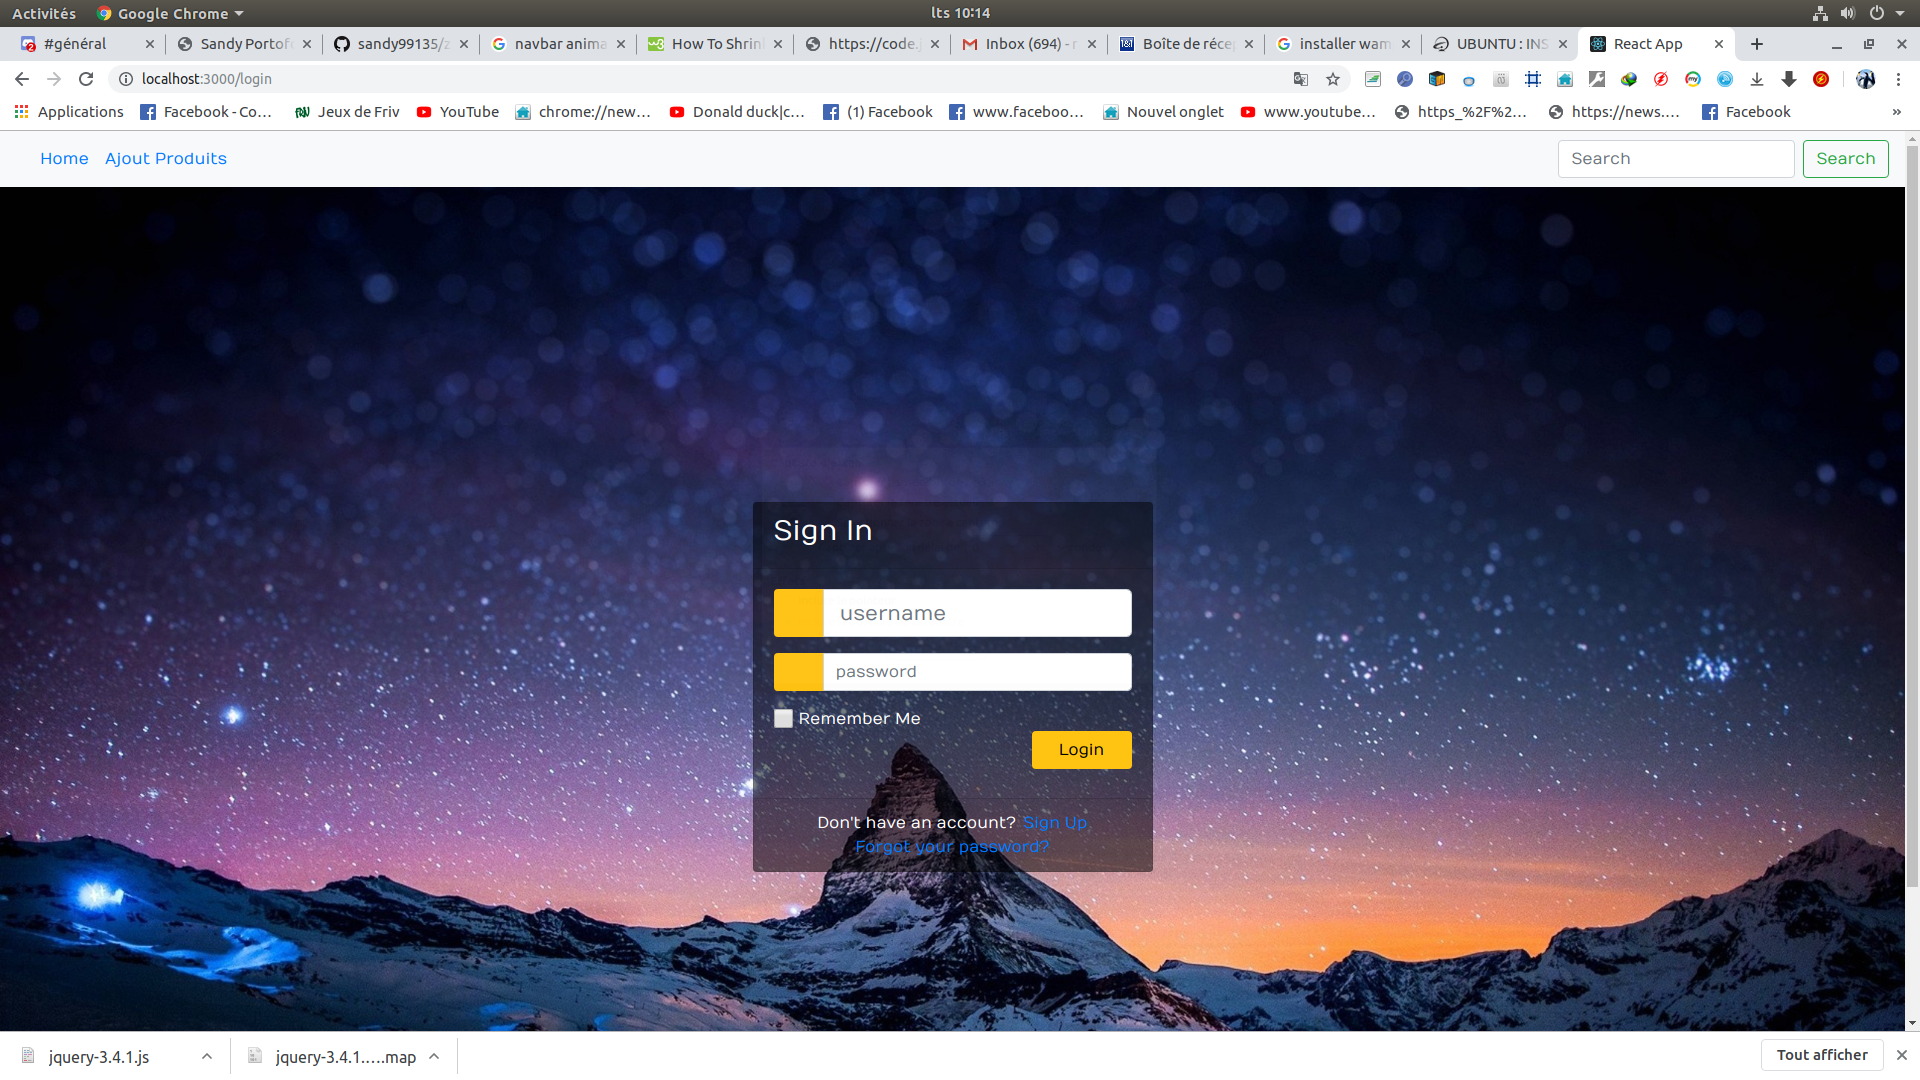 Activités Google Chrome lts 10:14
#général Sandy Portof sandy99135/z navbar anima How To Shrin https://code.j Inbox (694) - r Boîte de récep installer wam UBUNTU : INS React App
localhost:3000/login
Applications Facebook - Co... Jeux de Friv YouTube chrome://new... Donald duck|c... (1) Facebook www.faceboo... Nouvel onglet www.youtube... https_%2F%2... https://news.... Facebook »
Home Ajout Produits Search Search
Sign In
username
password
Remember Me
Login
Don't have an account? Sign Up
Forgot your password?
jquery-3.4.1.js jquery-3.4.1.....map Tout afficher